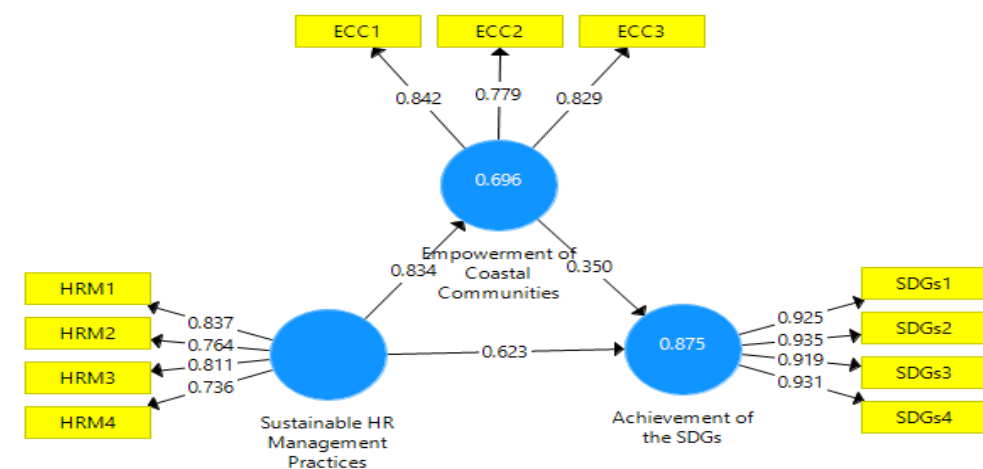 ECC1
ECC2
ECC3
0.842
0.779
0.829
0.696
Empowerment of
Coastal
Communities
0.834
0.350
HRM1
HRM2
HRM3
HRM4
0.837
0.764
0.811
0.736
Sustainable HR
Management
Practices
0.623
0.875
Achievement of
the SDGs
0.925
0.935
0.919
0.931
SDGs1
SDGs2
SDGs3
SDGs4